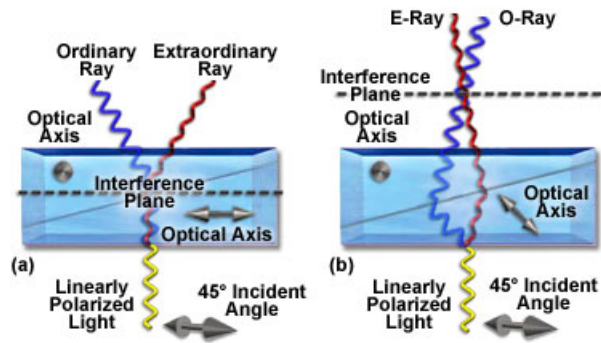 Ordinary
Ray
Extraordinary
Ray
Optical
Axis
Interference
Plane
Optical Axis
(a)
Linearly
Polarized
Light
45° Incident
Angle
E-Ray
O-Ray
Interference
Plane
Optical
Axis
Optical
Axis
(b)
Linearly
Polarized
Light
45° Incident
Angle